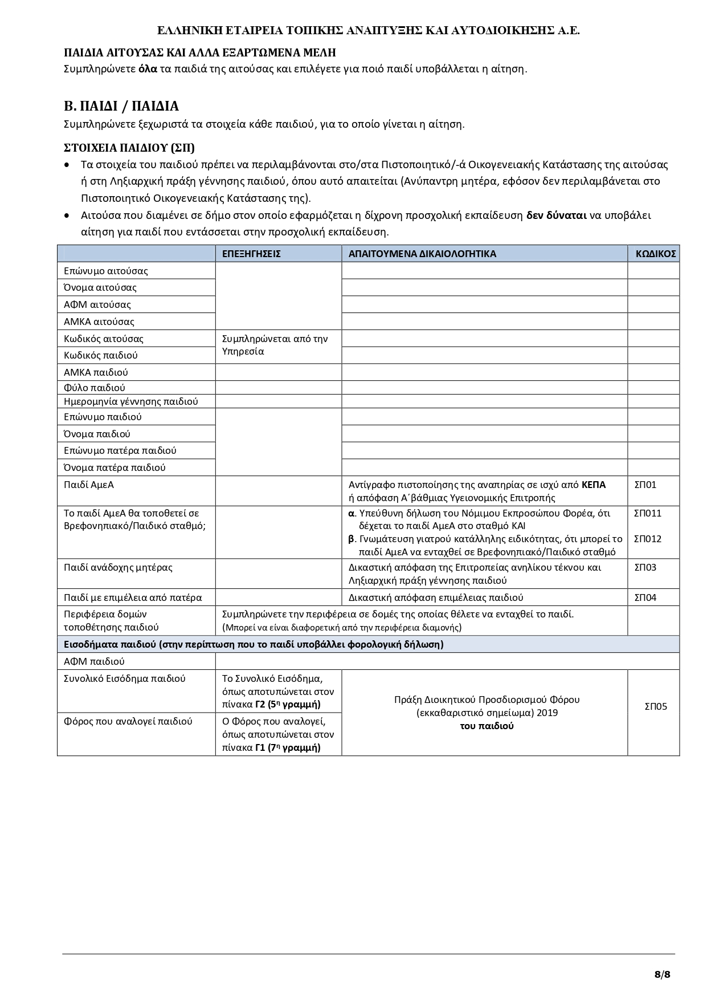 ΕΛΛΗΝΙΚΗ ΕΤΑΙΡΕΙΑ ΤΟΠΙΚΗΣ ΑΝΑΠΤΥΞΗΣ ΚΑΙ ΑΥΤΟΔΙΟΙΚΗΣΗΣ Α.Ε.
ΠΑΙΔΙΑ ΑΙΤΟΥΣΑΣ ΚΑΙ ΑΛΛΑ ΕΞΑΡΤΩΜΕΝΑ ΜΕΛΗ
Συμπληρώνετε όλα τα παιδιά της αιτούσας και επιλέγετε για ποιό παιδί υποβάλλεται η αίτηση.
Β. ΠΑΙΔΙ / ΠΑΙΔΙΑ
Συμπληρώνετε ξεχωριστά τα στοιχεία κάθε παιδιού, για το οποίο γίνεται η αίτηση.
ΣΤΟΙΧΕΙΑ ΠΑΙΔΙΟΥ (ΣΠ)
• Τα στοιχεία του παιδιού πρέπει να περιλαμβάνονται στο/στα Πιστοποιητικό/-ά Οικογενειακής Κατάστασης της αιτούσας
ή στη Ληξιαρχική πράξη γέννησης παιδιού, όπου αυτό απαιτείται (Ανύπαντρη μητέρα, εφόσον δεν περιλαμβάνεται στο
Πιστοποιητικό Οικογενειακής Κατάστασης της).
• Αιτούσα που διαμένει σε δήμο στον οποίο εφαρμόζεται η δίχρονη προσχολική εκπαίδευση δεν δύναται να υποβάλει
αίτηση για παιδί που εντάσσεται στην προσχολική εκπαίδευση.
ΕΠΕΞΗΓΗΣΕΙΣ ΑΠΑΙΤΟΥΜΕΝΑ ΔΙΚΑΙΟΛΟΓΗΤΙΚΑ ΚΩΔΙΚΟΣ
Επώνυμο αιτούσας
Όνομα αιτούσας
ΑΦΜ αιτούσας
ΑΜΚΑ αιτούσας
Κωδικός αιτούσας Συμπληρώνεται από την
Υπηρεσία
Κωδικός παιδιού
ΑΜΚΑ παιδιού
Φύλο παιδιού
Ημερομηνία γέννησης παιδιού
Επώνυμο παιδιού
Όνομα παιδιού
Επώνυμο πατέρα παιδιού
Όνομα πατέρα παιδιού
Παιδί ΑμεΑ Αντίγραφο πιστοποίησης της αναπηρίας σε ισχύ από ΚΕΠΑ ΣΠ01
ή απόφαση Α΄βάθμιας Υγειονομικής Επιτροπής
Το παιδί ΑμεΑ θα τοποθετεί σε α. Υπεύθυνη δήλωση του Νόμιμου Εκπροσώπου Φορέα, ότι ΣΠ011
Βρεφονηπιακό/Παιδικό σταθμό; δέχεται το παιδί ΑμεΑ στο σταθμό ΚΑΙ
β. Γνωμάτευση γιατρού κατάλληλης ειδικότητας, ότι μπορεί το ΣΠ012
παιδί ΑμεΑ να ενταχθεί σε Βρεφονηπιακό/Παιδικό σταθμό
Παιδί ανάδοχης μητέρας Δικαστική απόφαση της Επιτροπείας ανηλίκου τέκνου και ΣΠ03
Ληξιαρχική πράξη γέννησης παιδιού
Παιδί με επιμέλεια από πατέρα Δικαστική απόφαση επιμέλειας παιδιού ΣΠ04
Περιφέρεια δομών Συμπληρώνετε την περιφέρεια σε δομές της οποίας θέλετε να ενταχθεί το παιδί.
τοποθέτησης παιδιού (Μπορεί να είναι διαφορετική από την περιφέρεια διαμονής)
Εισοδήματα παιδιού (στην περίπτωση που το παιδί υποβάλλει φορολογική δήλωση)
ΑΦΜ παιδιού
Συνολικό Εισόδημα παιδιού Το Συνολικό Εισόδημα,
όπως αποτυπώνεται στον
πίνακα Γ2 (5η γραμμή)
Πράξη Διοικητικού Προσδιορισμού Φόρου
(εκκαθαριστικό σημείωμα) 2019
του παιδιού
ΣΠ05
Φόρος που αναλογεί παιδιού Ο Φόρος που αναλογεί,
όπως αποτυπώνεται στον
πίνακα Γ1 (7η γραμμή)
8/8